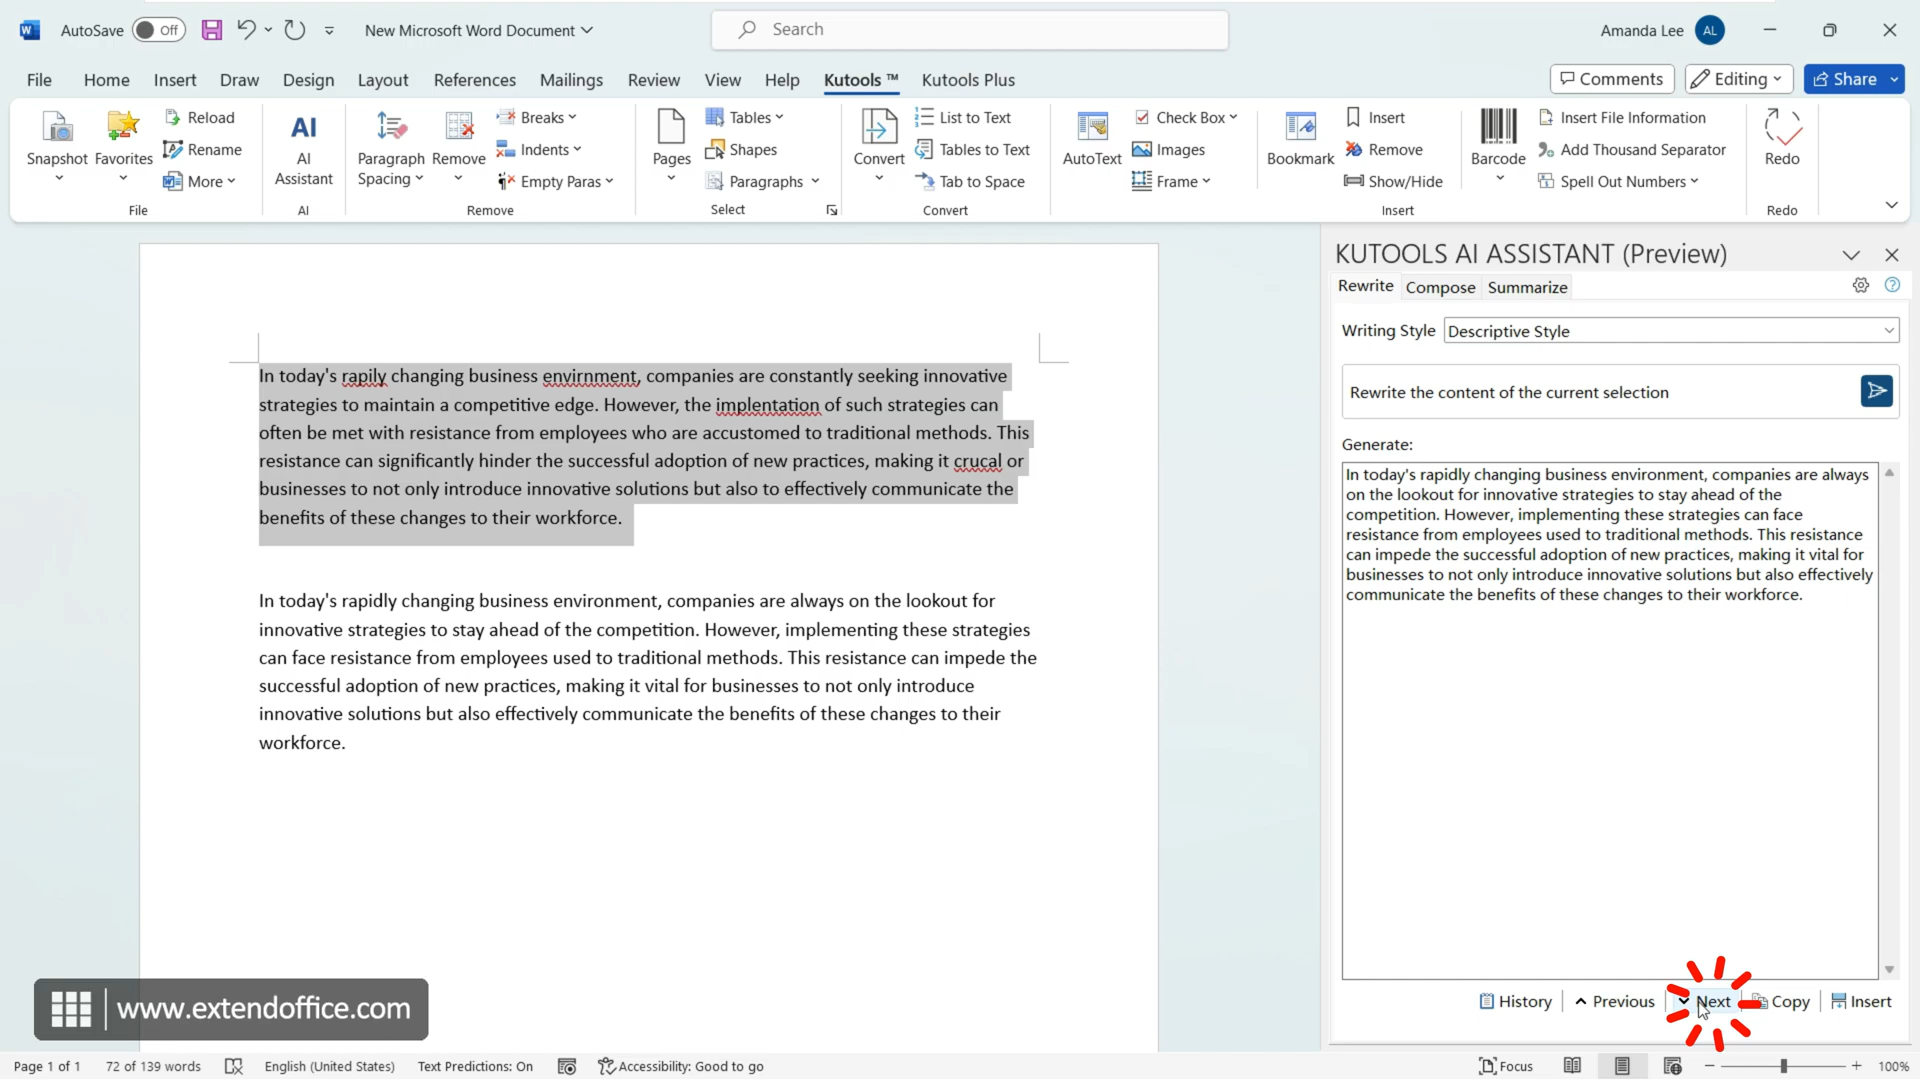 AutoSave Off New Microsoft Word Document Search Amanda Lee AL
File Home Insert Draw Design Layout References Mailings Review View Help Kutools ™ Kutools Plus Comments Editing Share
Snapshot Favorites Reload Rename More File
AI AI Assistant AI
Paragraph Spacing Remove Breaks Indents Empty Paras Remove
Pages Tables Shapes Paragraphs Select
Convert List to Text Tables to Text Tab to Space Convert
AutoText Check Box Images Frame Bookmark Insert Remove Show/Hide Barcode Insert File Information Add Thousand Separator Spell Out Numbers Insert
Redo Redo
In today's rapily changing business envirnment, companies are constantly seeking innovative
strategies to maintain a competitive edge. However, the implentation of such strategies can
often be met with resistance from employees who are accustomed to traditional methods. This
resistance can significantly hinder the successful adoption of new practices, making it crucal or
businesses to not only introduce innovative solutions but also to effectively communicate the
benefits of these changes to their workforce.
In today's rapidly changing business environment, companies are always on the lookout for
innovative strategies to stay ahead of the competition. However, implementing these strategies
can face resistance from employees used to traditional methods. This resistance can impede the
successful adoption of new practices, making it vital for businesses to not only introduce
innovative solutions but also effectively communicate the benefits of these changes to their
workforce.
KUTOOLS AI ASSISTANT (Preview)
Rewrite Compose Summarize
Writing Style Descriptive Style
Rewrite the content of the current selection
Generate:
In today's rapidly changing business environment, companies are always
on the lookout for innovative strategies to stay ahead of the
competition. However, implementing these strategies can face
resistance from employees used to traditional methods. This resistance
can impede the successful adoption of new practices, making it vital for
businesses to not only introduce innovative solutions but also effectively
communicate the benefits of these changes to their workforce.
History Previous Next Copy Insert
www.extendoffice.com
Page 1 of 1 72 of 139 words English (United States) Text Predictions: On Accessibility: Good to go Focus 100%